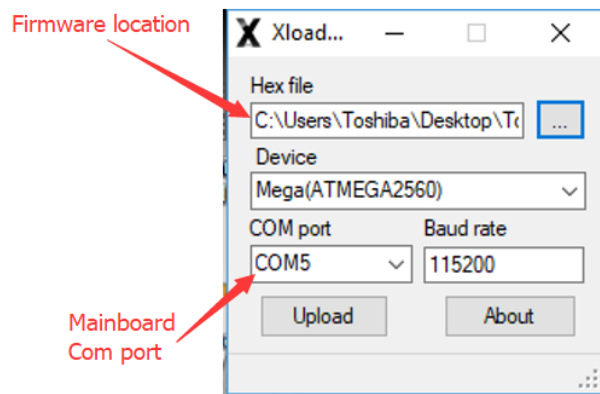 Firmware location
Xload...
Hex file
C:\Users\Toshiba\Desktop\To
...
Device
Mega(ATMEGA2560)
COM port Baud rate
COM5 115200
Mainboard
Com port
Upload About